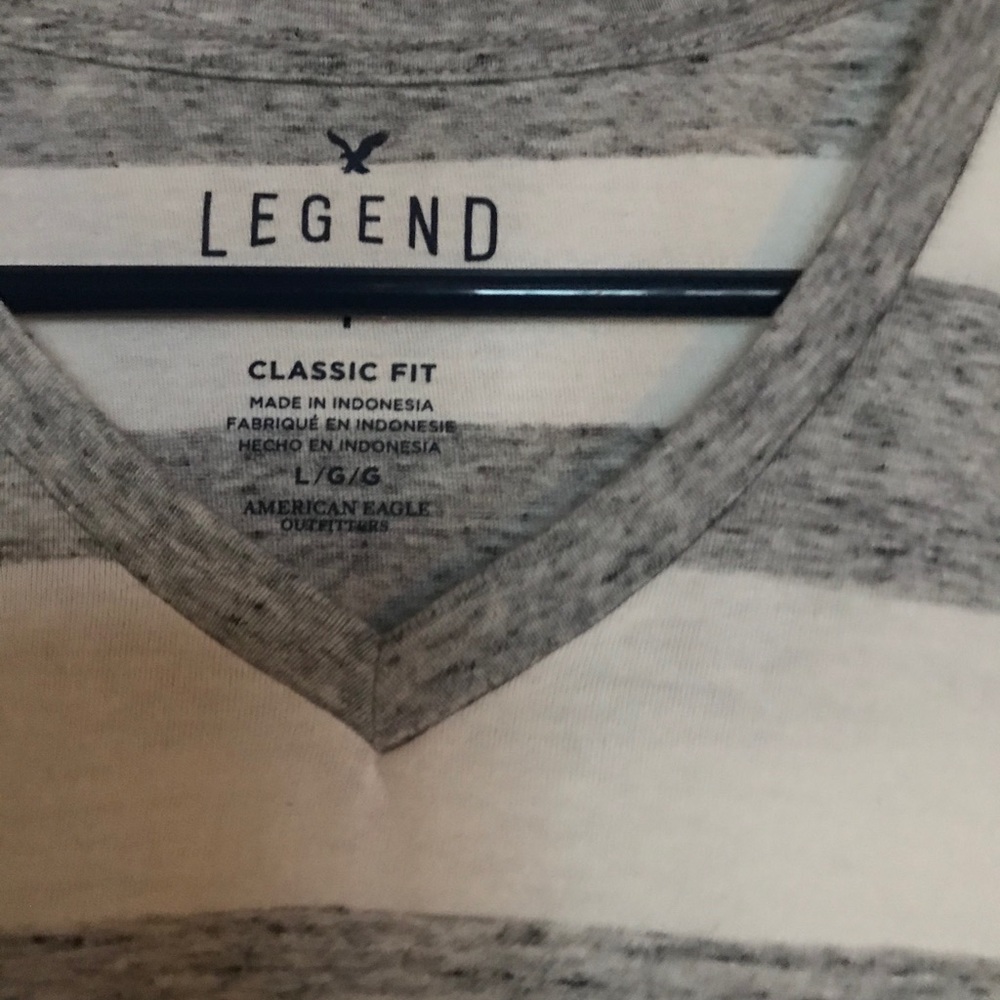 LEGEND
CLASSIC FIT
MADE IN INDONESIA
FABRIQUÉ EN INDONESIE
HECHO EN INDONESIA
L/G/G
AMERICAN EAGLE
OUTFITTERS